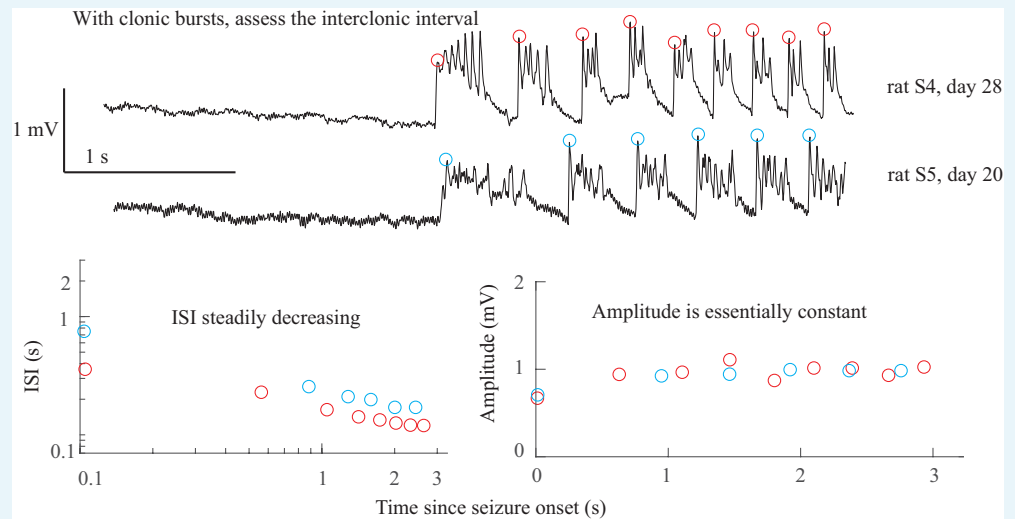 With clonic bursts, assess the interclonic interval
rat S4, day 28
1 mV
1 s
rat S5, day 20
ISI (s)
2
1
0.1
ISI steadily decreasing
0.1
1
2
3
Amplitude (mV)
2
1
0
Amplitude is essentially constant
0
1
2
3
Time since seizure onset (s)